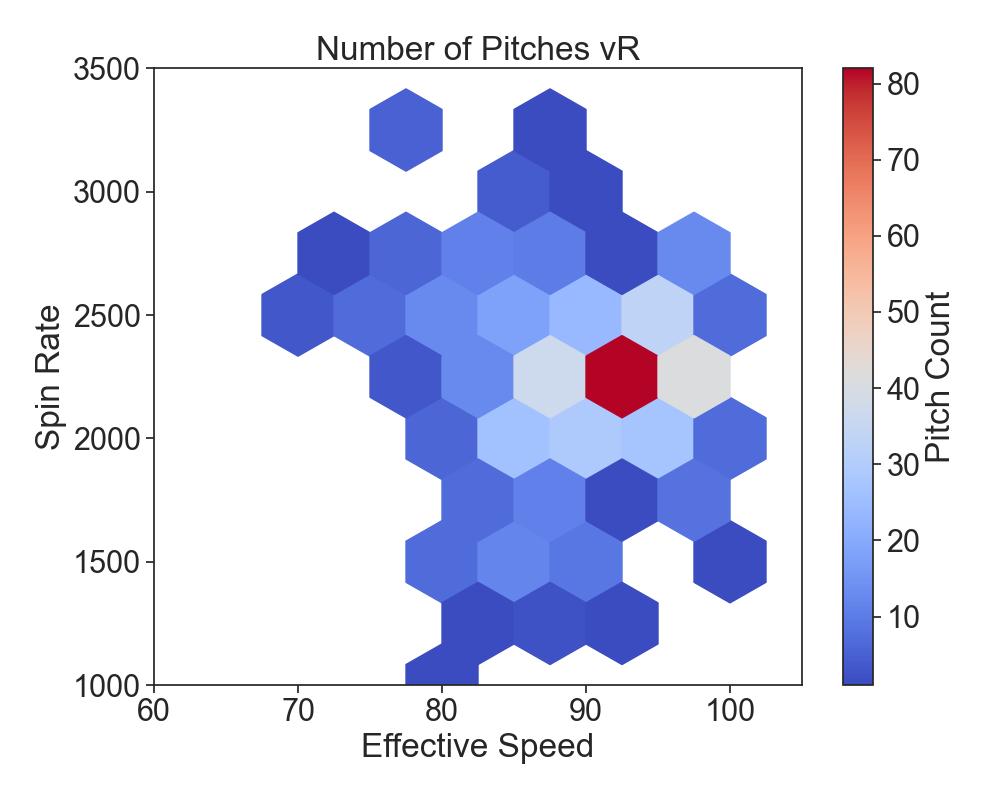 Number of Pitches vR
3500
3000
2500
2000
1500
1000
Spin Rate
60 70 80 90 100
Effective Speed
80
70
60
50
40
30
20
10
Pitch Count